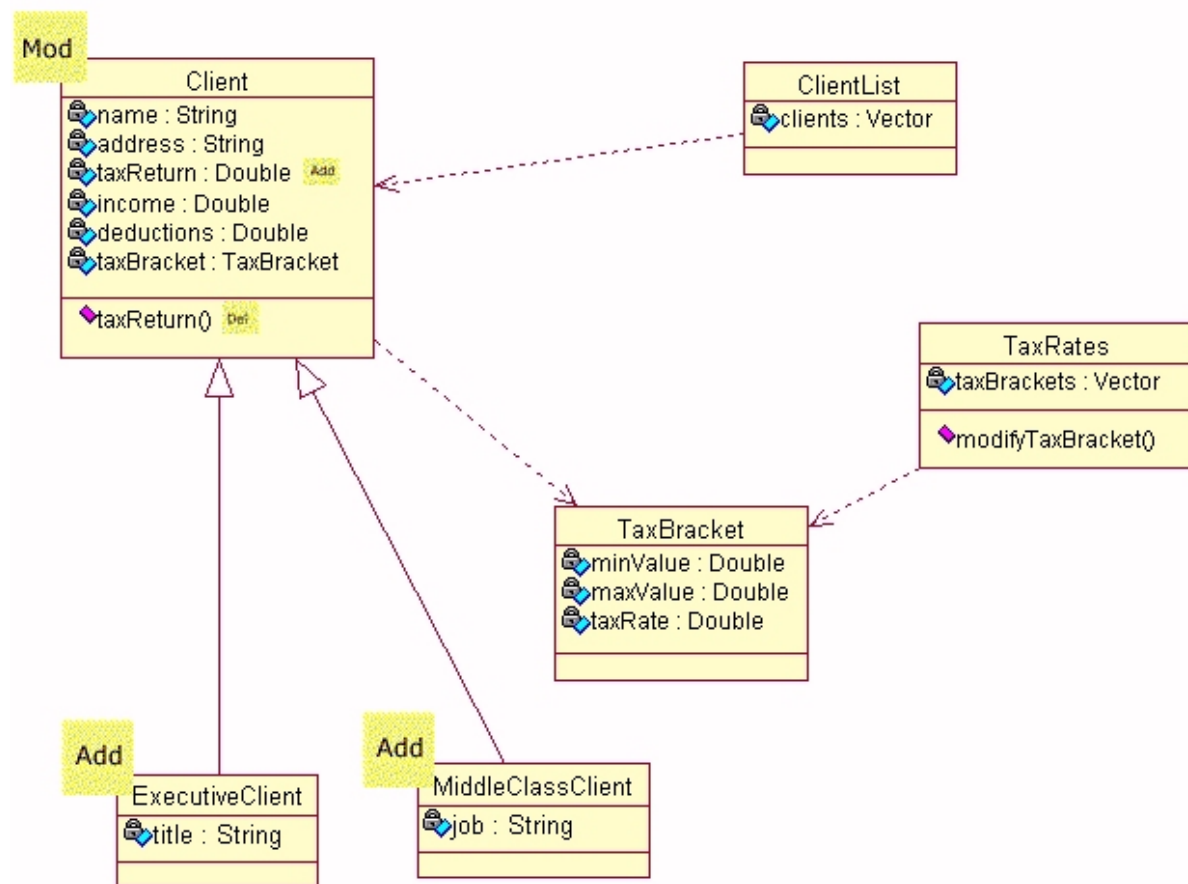 Mod
Client
name : String
address : String
taxReturn : Double Add
income : Double
deductions : Double
taxBracket : TaxBracket
taxReturn() Del
ClientList
clients : Vector
TaxRates
taxBrackets : Vector
modifyTaxBracket()
TaxBracket
minValue : Double
maxValue : Double
taxRate : Double
Add
ExecutiveClient
title : String
Add
MiddleClassClient
job : String